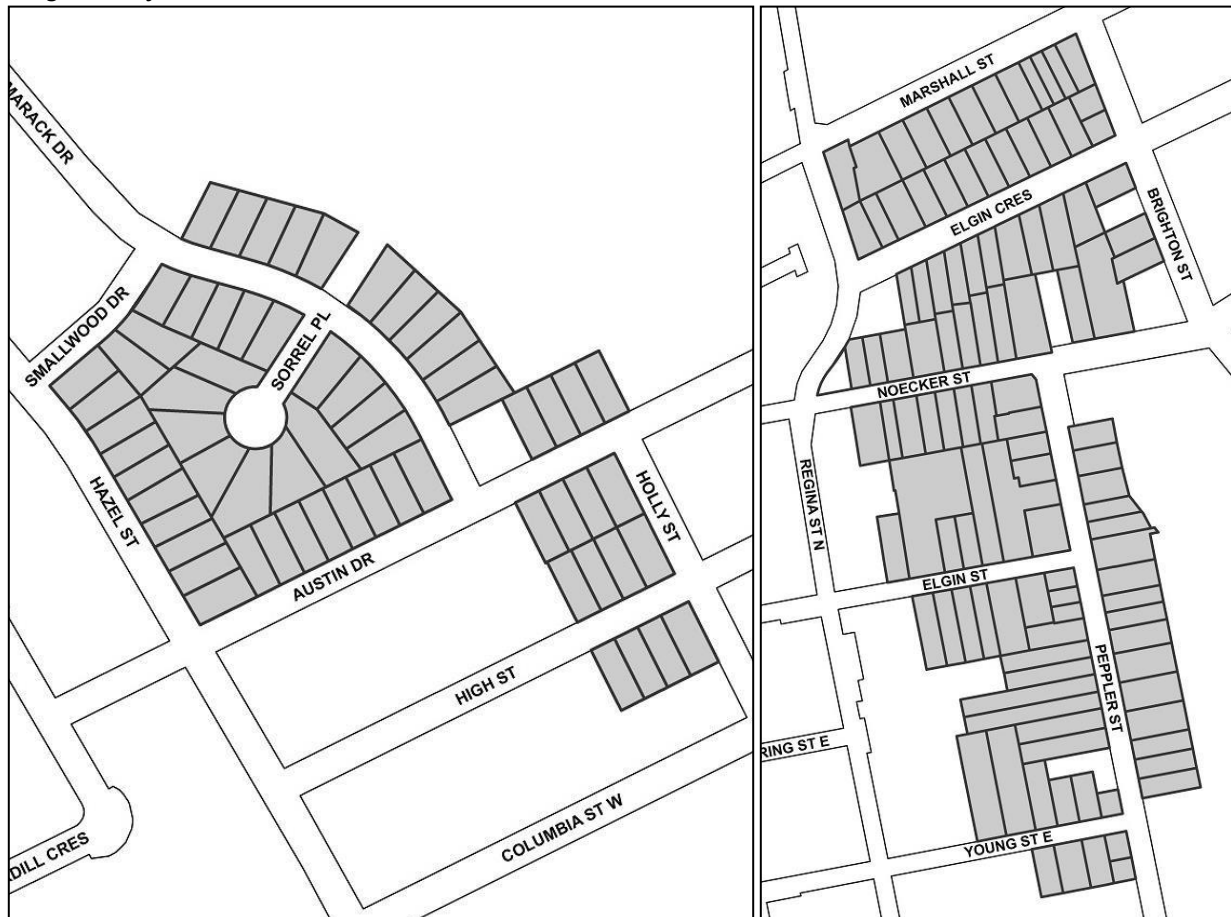 MARACK DR
SMALLWOOD DR
SORREL PL
HAZEL ST
AUSTIN DR
HOLLY ST
HIGH ST
COLUMBIA ST W
DILL CRES
MARSHALL ST
ELGIN CRES
BRIGHTON ST
NOECKER ST
REGINA ST N
ELGIN ST
PEPPLER ST
RING ST E
YOUNG ST E